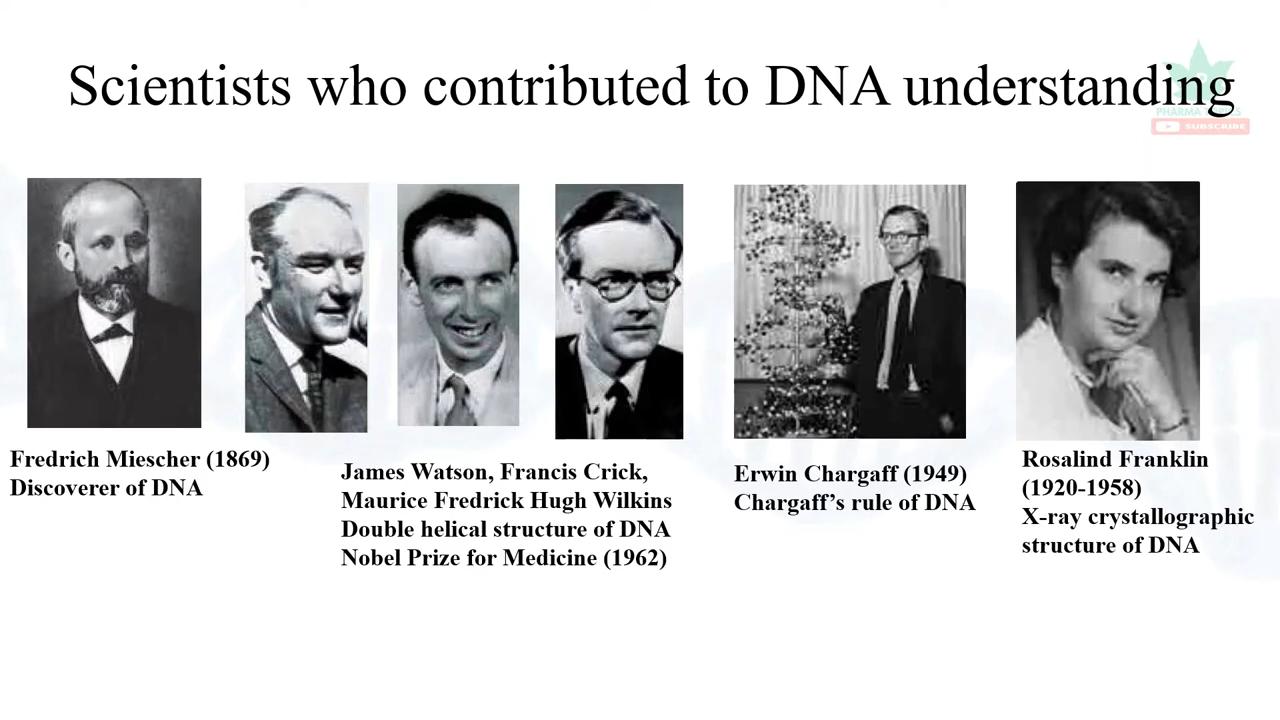 Scientists who contributed to DNA understanding
SUBSCRIBE
Fredrich Miescher (1869)
Discoverer of DNA
James Watson, Francis Crick,
Maurice Fredrick Hugh Wilkins
Double helical structure of DNA
Nobel Prize for Medicine (1962)
Erwin Chargaff (1949)
Chargaff’s rule of DNA
Rosalind Franklin
(1920-1958)
X-ray crystallographic
structure of DNA